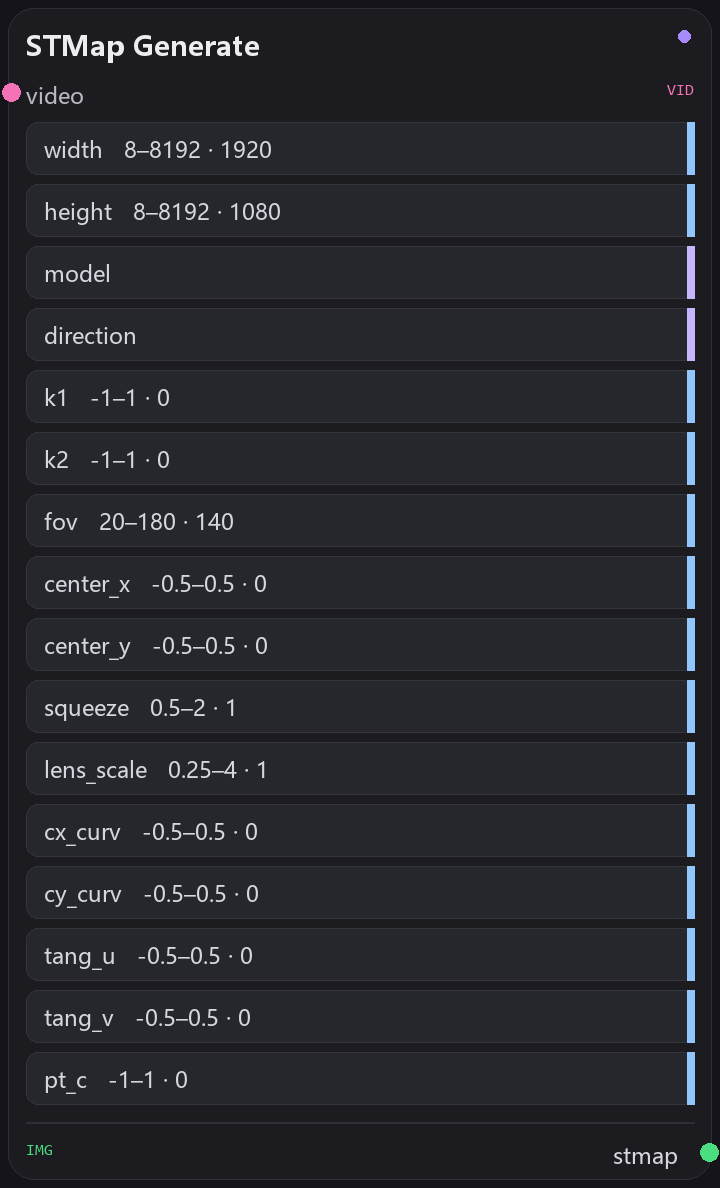 STMap Generate
video VID
width 8–8192 · 1920
height 8–8192 · 1080
model
direction
k1 -1–1 · 0
k2 -1–1 · 0
fov 20–180 · 140
center_x -0.5–0.5 · 0
center_y -0.5–0.5 · 0
squeeze 0.5–2 · 1
lens_scale 0.25–4 · 1
cx_curv -0.5–0.5 · 0
cy_curv -0.5–0.5 · 0
tang_u -0.5–0.5 · 0
tang_v -0.5–0.5 · 0
pt_c -1–1 · 0
IMG stmap